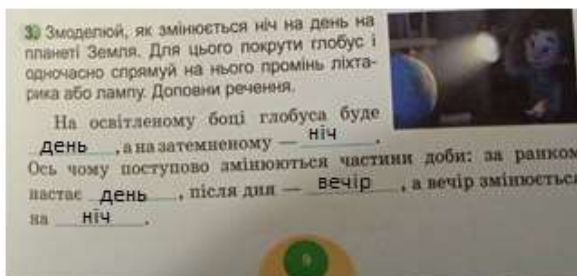 3. Змоделюй, як змінюється ніч на день на
планеті Земля. Для цього покрути глобус і
одночасно спрямуй на нього промінь ліхта-
рика або лампу. Доповни речення.
На освітленому боці глобуса буде
день, а на затемненому — ніч.
Ось чому поступово змінюються частини доби: за ранком
настає день, після дня — вечір, а вечір змінюється
на ніч.
9